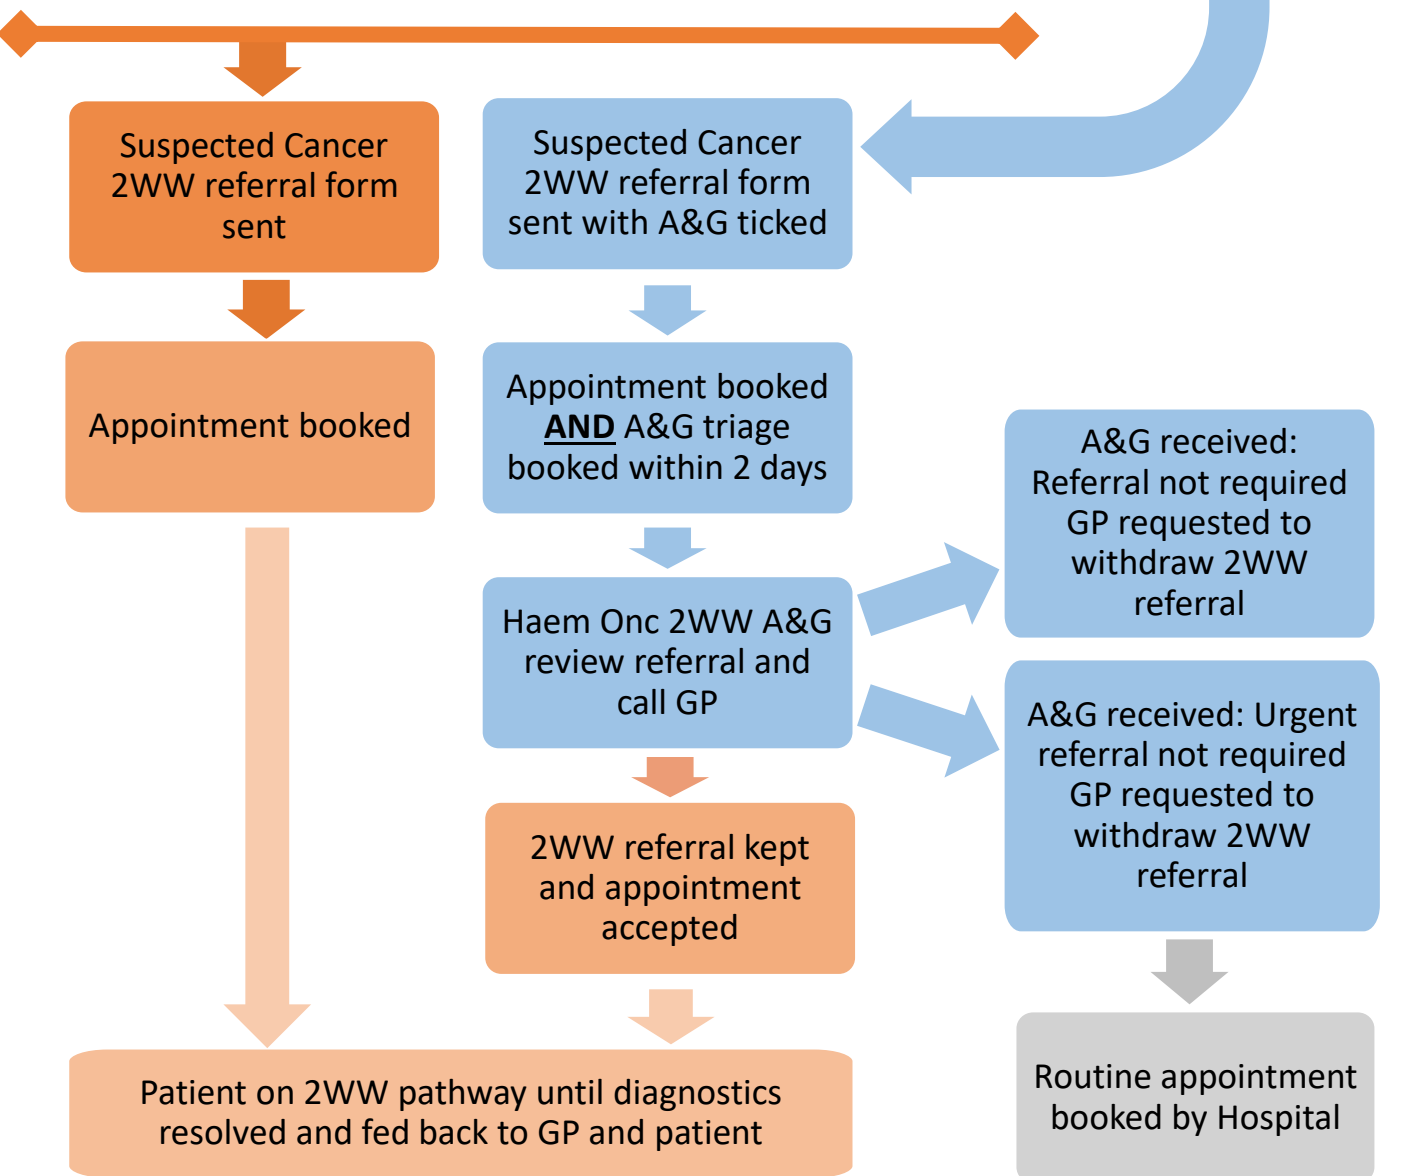 Suspected Cancer
2WW referral form
sent
Suspected Cancer
2WW referral form
sent with A&G ticked
Appointment booked
Appointment booked
AND A&G triage
booked within 2 days
A&G received:
Referral not required
GP requested to
withdraw 2WW
referral
Haem Onc 2WW A&G
review referral and
call GP
A&G received: Urgent
referral not required
GP requested to
withdraw 2WW
referral
2WW referral kept
and appointment
accepted
Patient on 2WW pathway until diagnostics
resolved and fed back to GP and patient
Routine appointment
booked by Hospital